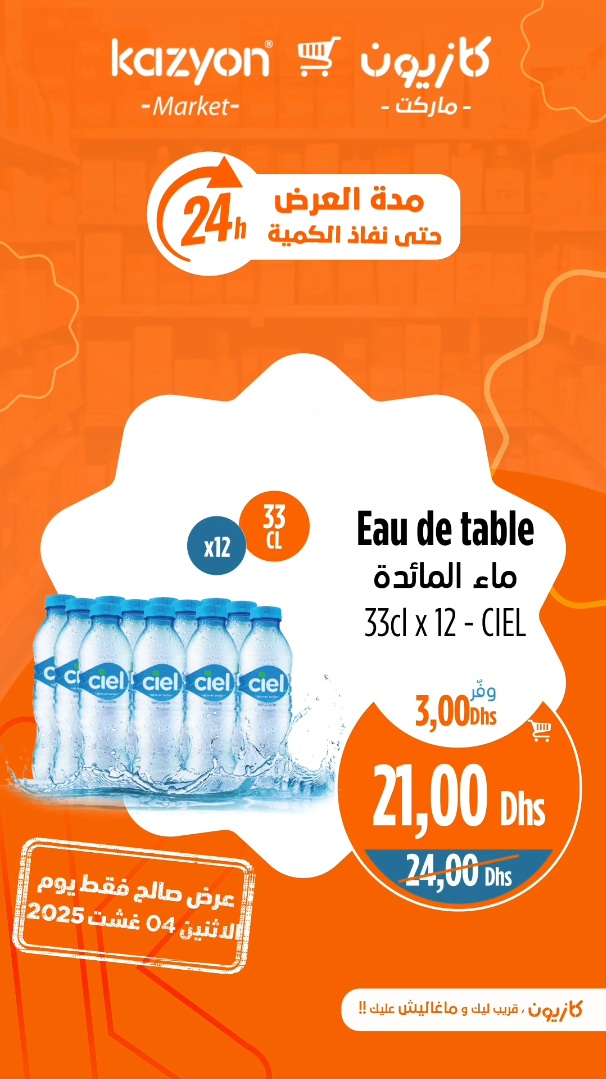 kazyon®
-Market-
كازيون
- ماركت -
24h
مدة العرض
حتى نفاذ الكمية
33
CL
x12
Eau de table
ماء المائدة
33cl x 12 - CIEL
ciel
ciel
ciel
ciel
وفّر
3,00Dhs
21,00 Dhs
24,00 Dhs
عرض صالح فقط يوم
الاثنين 04 غشت 2025
كازيون ، قريب ليك و ماغاليش عليك !!